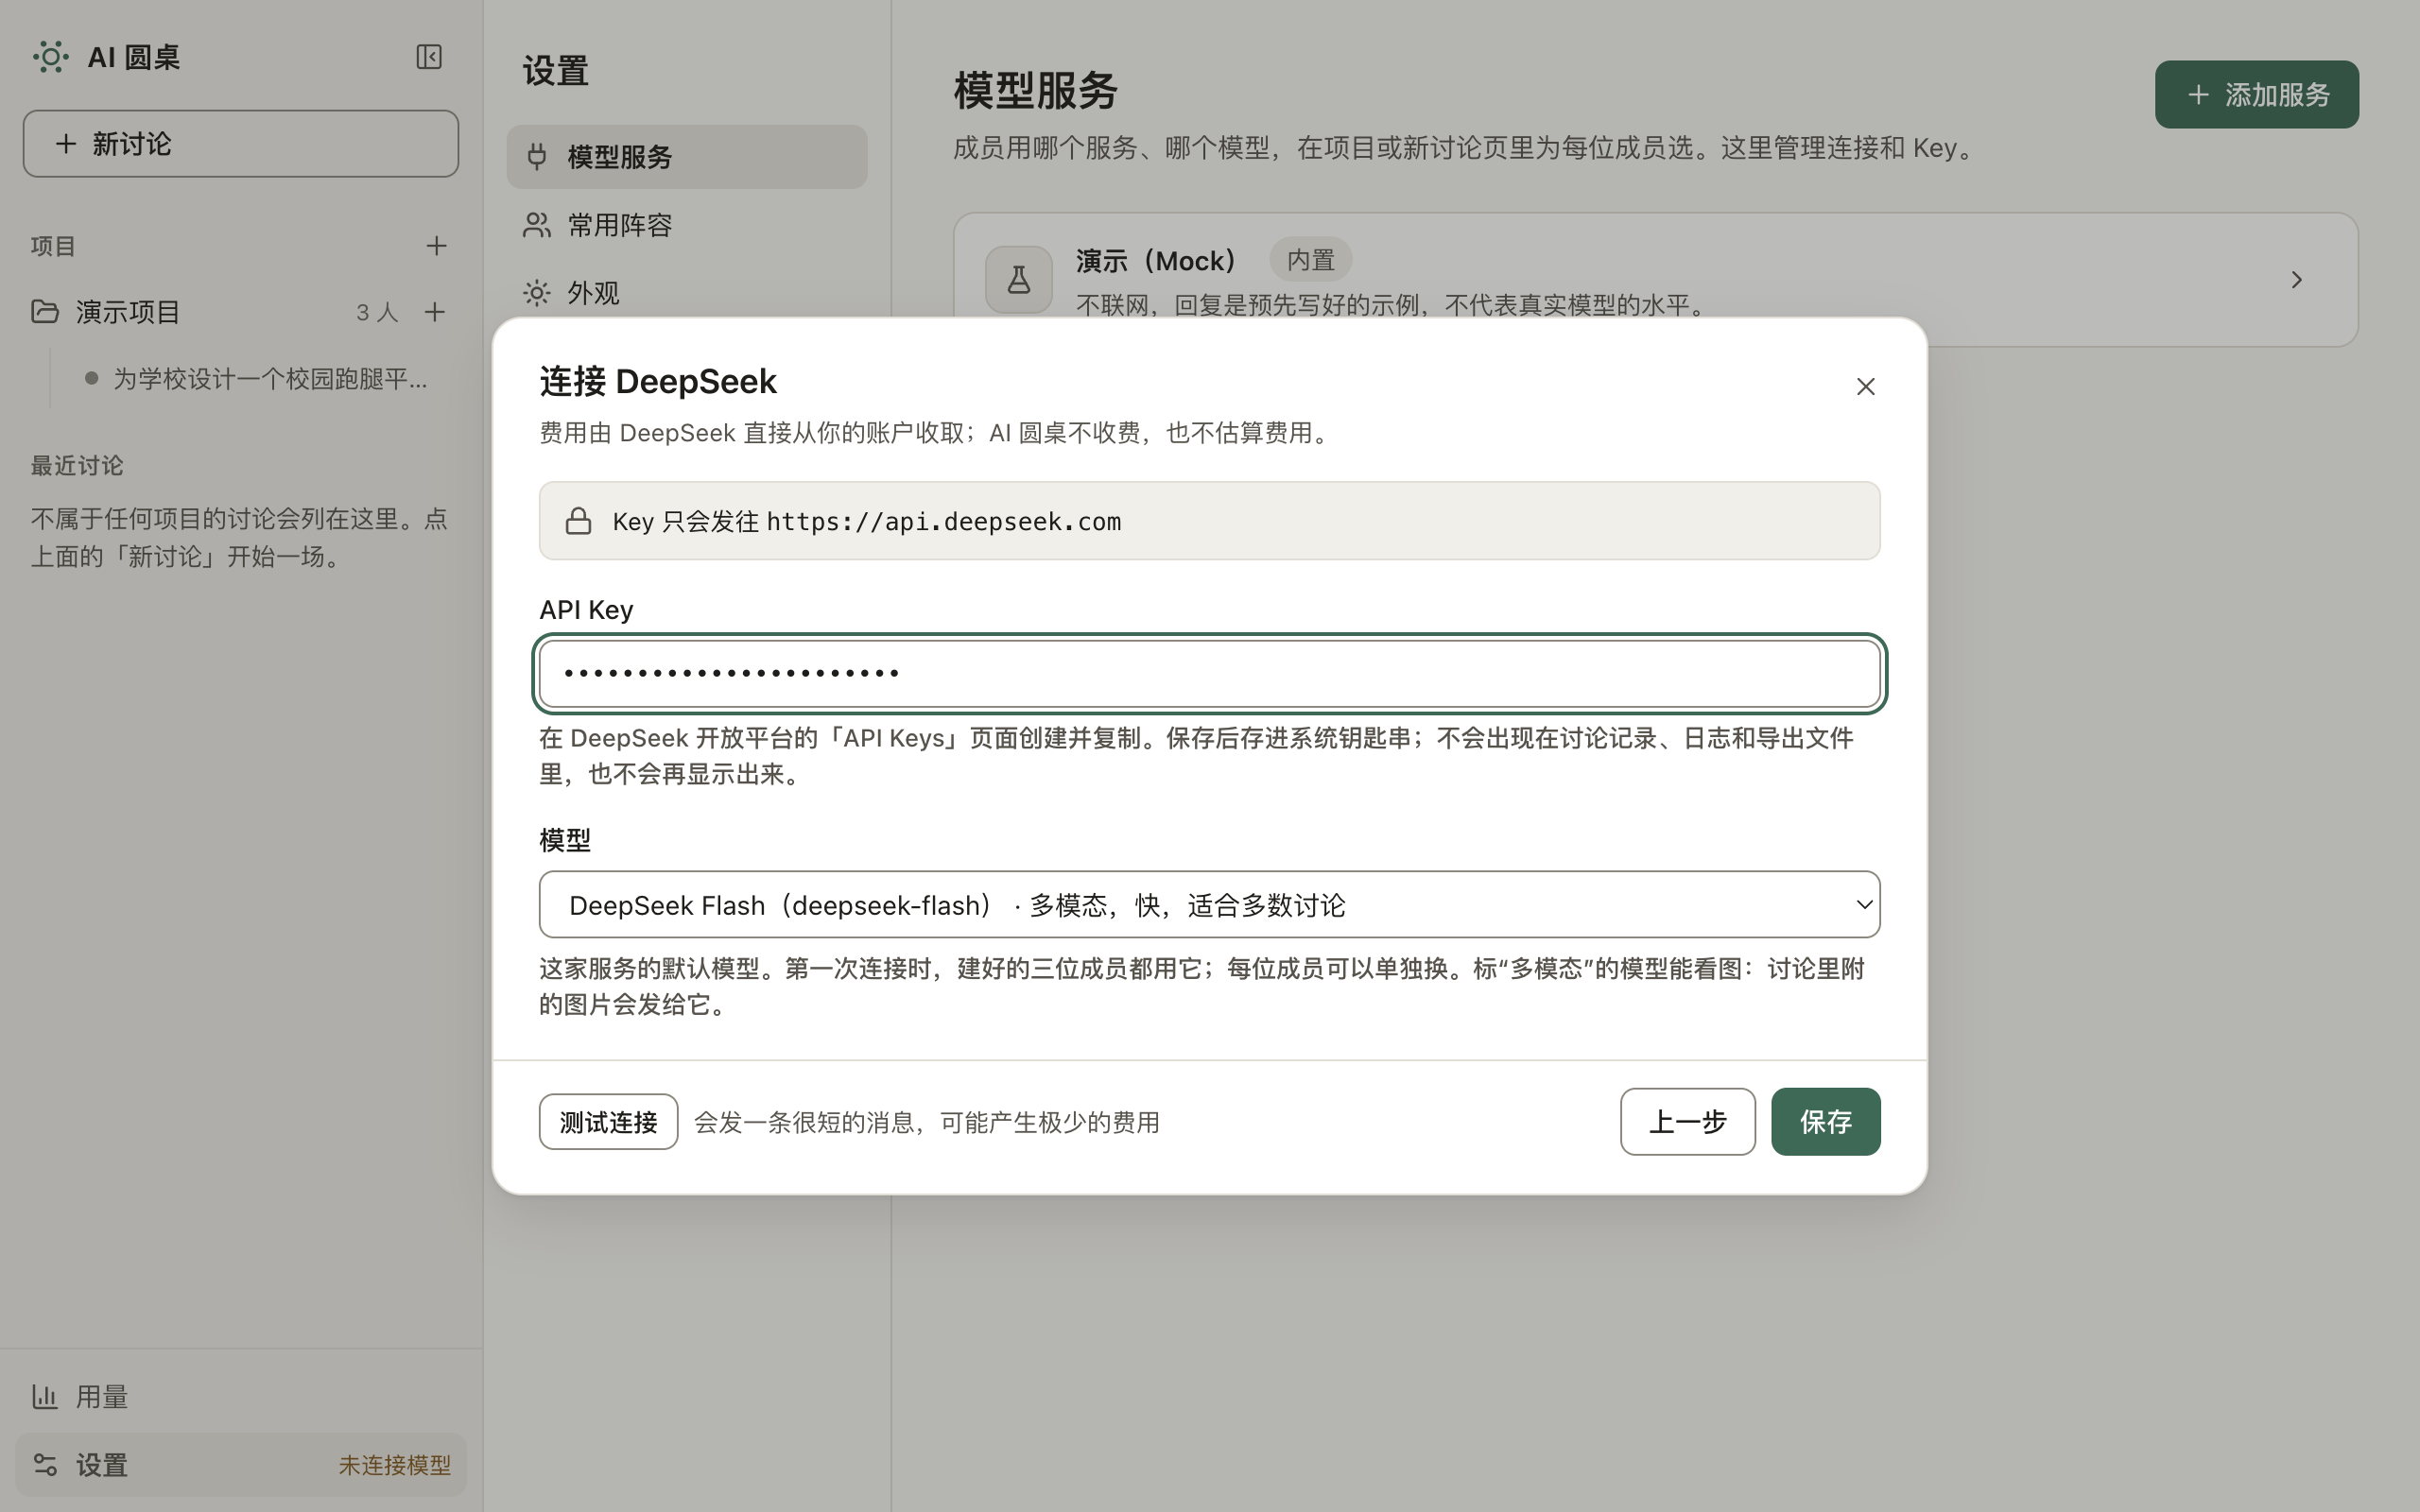 AI 圆桌
新讨论
项目
演示项目
3 人
为学校设计一个校园跑腿平...
最近讨论
不属于任何项目的讨论会列在这里。点
上面的「新讨论」开始一场。
用量
设置
未连接模型
设置
模型服务
常用阵容
外观
模型服务
添加服务
成员用哪个服务、哪个模型，在项目或新讨论页里为每位成员选。这里管理连接和 Key。
演示（Mock）
内置
不联网，回复是预先写好的示例，不代表真实模型的水平。
连接 DeepSeek
费用由 DeepSeek 直接从你的账户收取；AI 圆桌不收费，也不估算费用。
Key 只会发往 https://api.deepseek.com
API Key
•••••••••••••••••••••••
在 DeepSeek 开放平台的「API Keys」页面创建并复制。保存后存进系统钥匙串；不会出现在讨论记录、日志和导出文件
里，也不会再显示出来。
模型
DeepSeek Flash（deepseek-flash） · 多模态，快，适合多数讨论
这家服务的默认模型。第一次连接时，建好的三位成员都用它；每位成员可以单独换。标“多模态”的模型能看图：讨论里附
的图片会发给它。
测试连接
会发一条很短的消息，可能产生极少的费用
上一步
保存